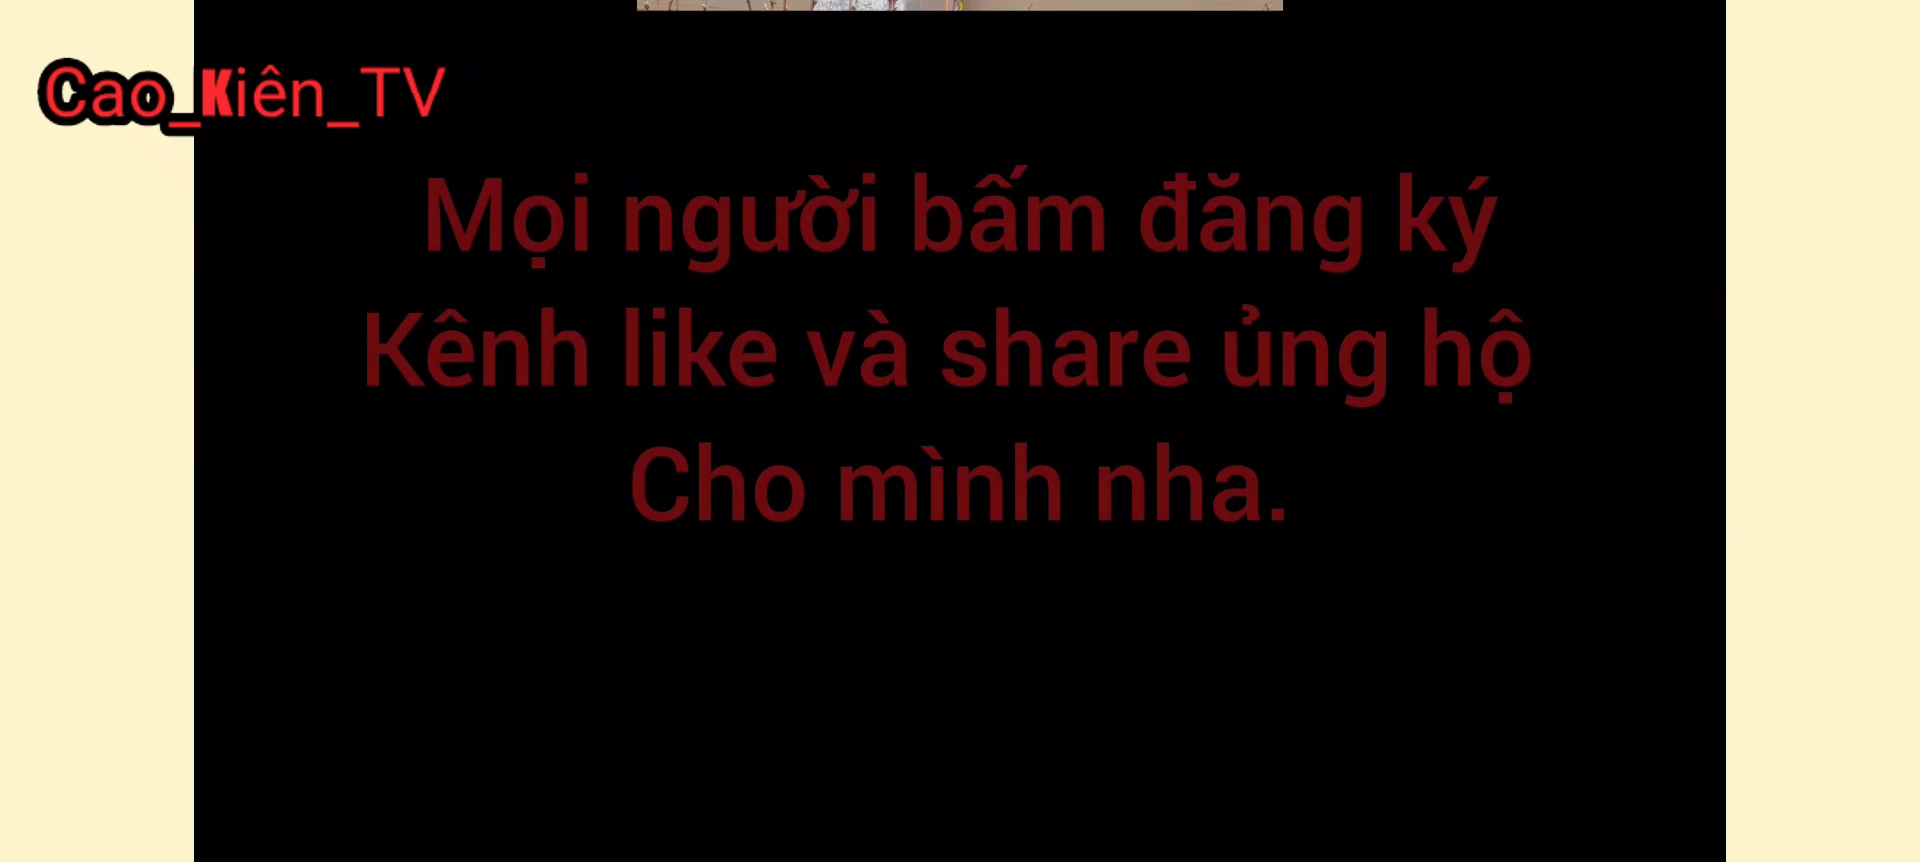 Cao_Kiên_TV
Mọi người bấm đăng ký
Kênh like và share ủng hộ
Cho mình nha.